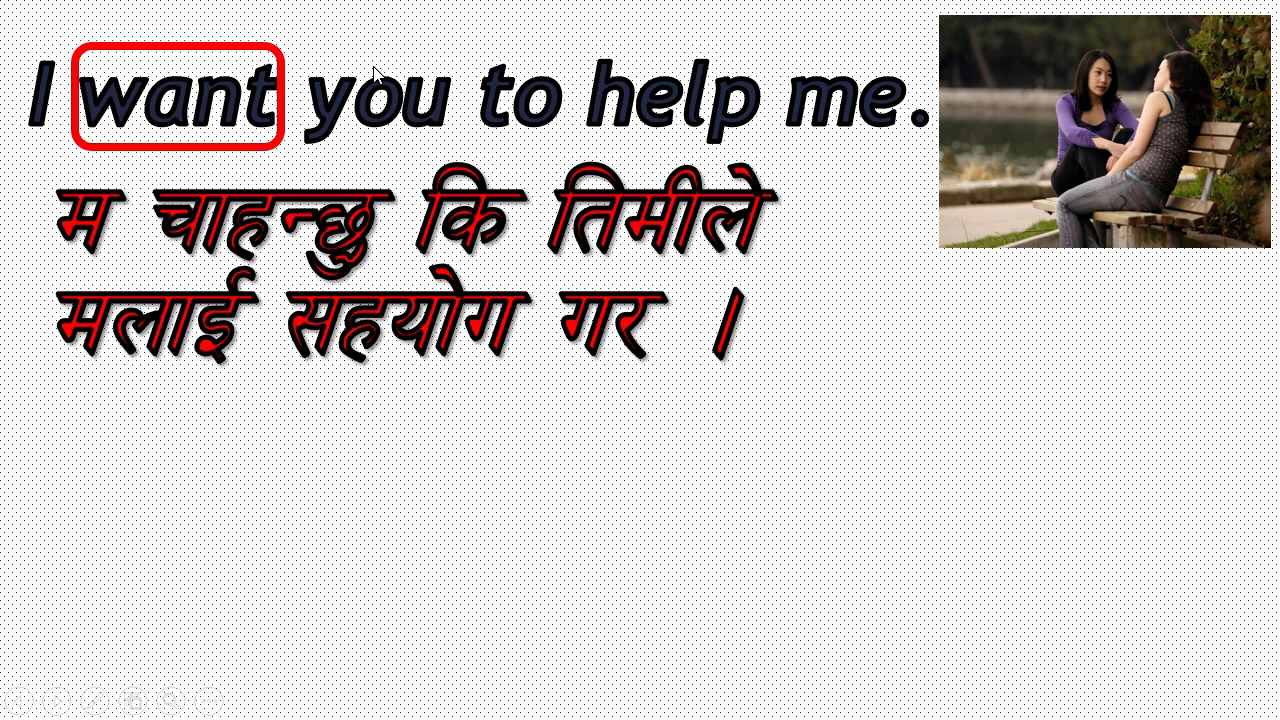 I want you to help me.
म चाहन्छु कि तिमीले
मलाई सहयोग गर ।